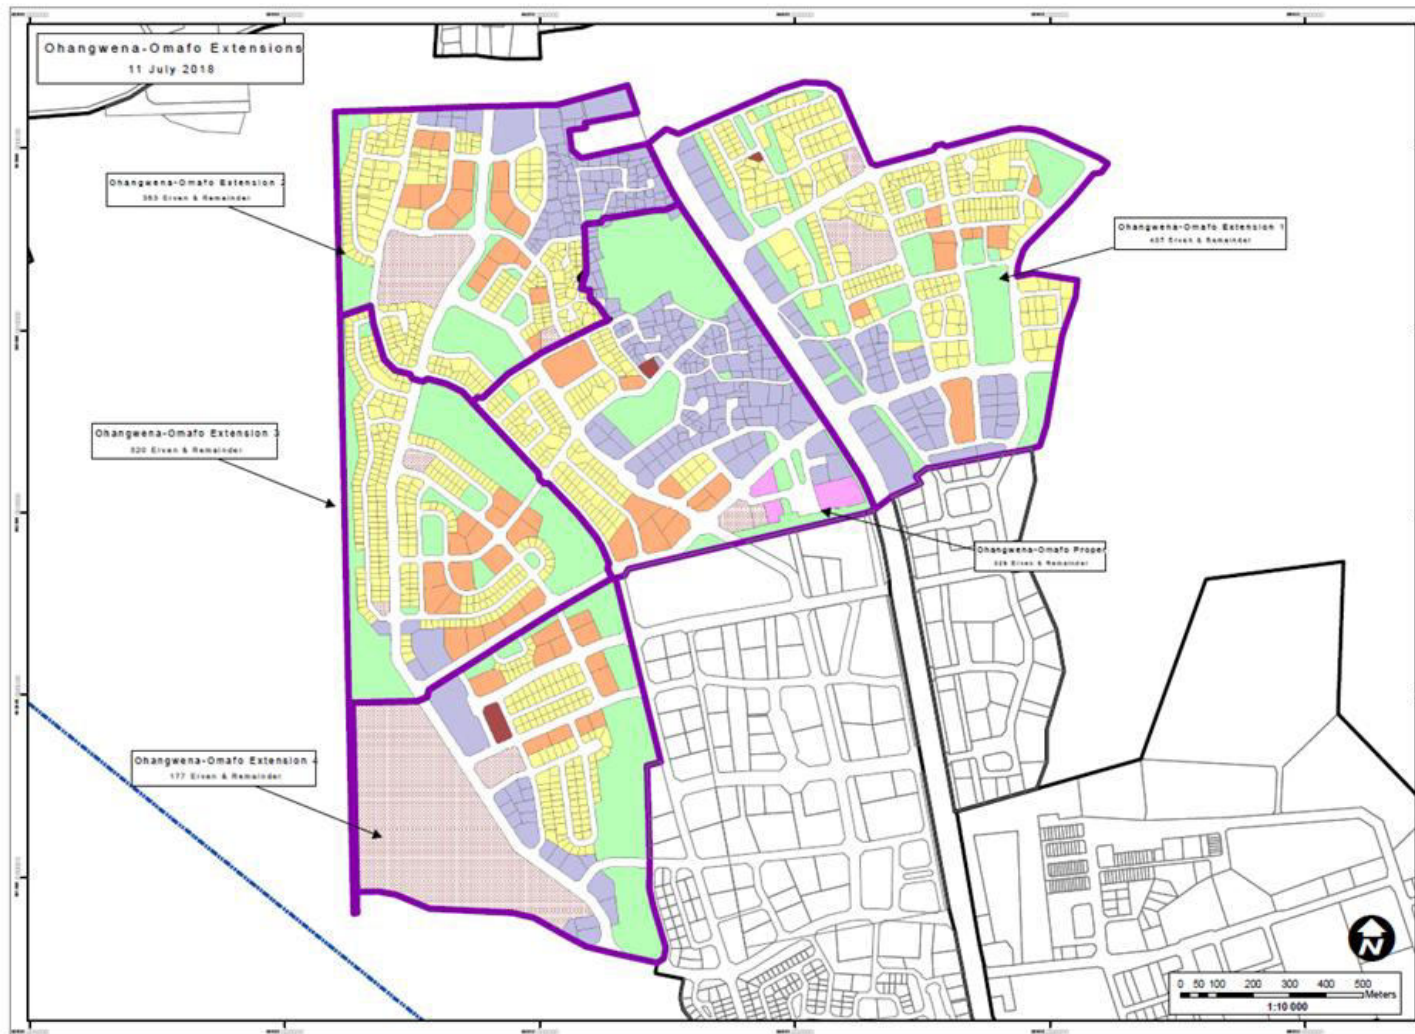 Ohangwena-Omafo Extensions
11 July 2018
Ohangwena-Omafo Extension 2
Erven & Remainder
Ohangwena-Omafo Extension 1
Erven & Remainder
Ohangwena-Omafo Extension 3
Erven & Remainder
Ohangwena-Omafo Proper
Erven & Remainder
Ohangwena-Omafo Extension 4
177 Erven & Remainder
N
0 50 100 200 300 400 500
Meters
1:10 000